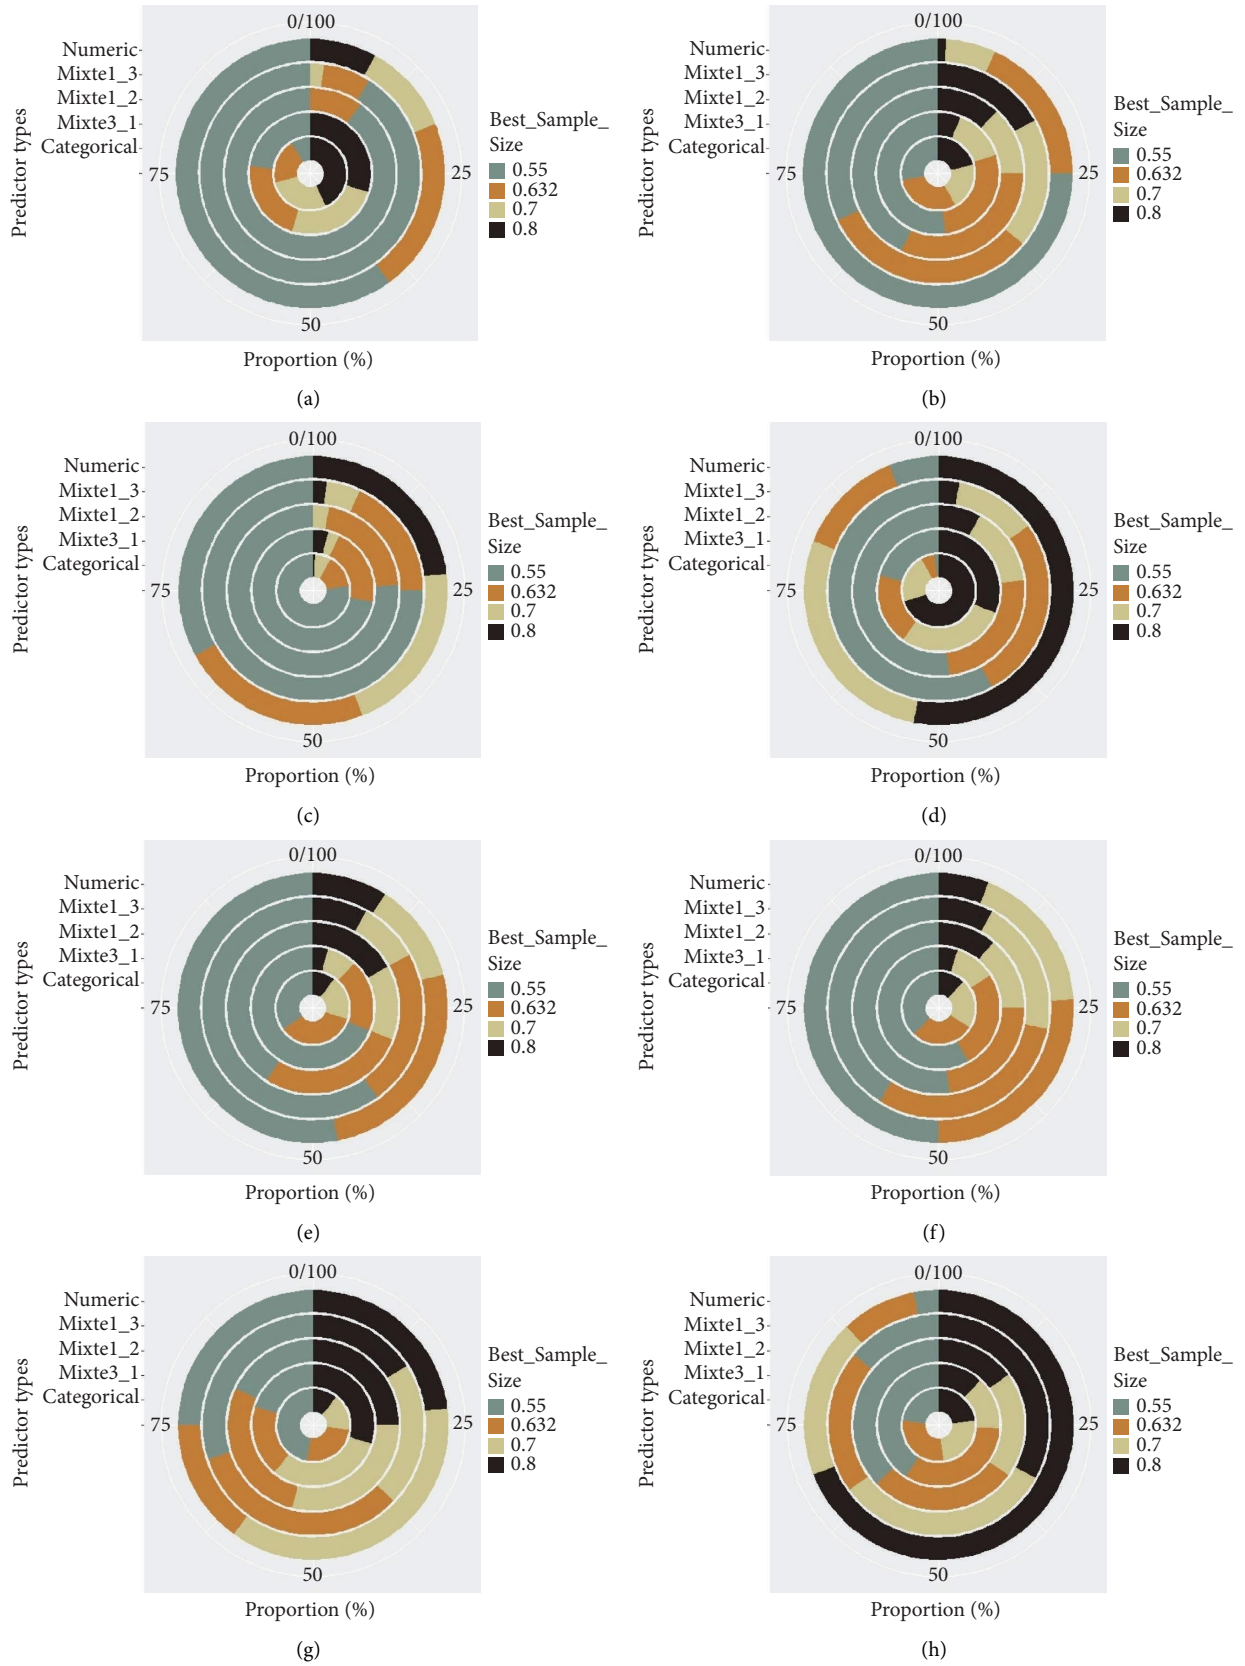 0/100
Numeric
Mixte1_3
Mixte1_2
Mixte3_1
Categorical
Predictor types
75
25
50
Proportion (%)
Best_Sample_
Size
0.55
0.632
0.7
0.8
(a)
0/100
Numeric
Mixte1_3
Mixte1_2
Mixte3_1
Categorical
Predictor types
75
25
50
Proportion (%)
Best_Sample_
Size
0.55
0.632
0.7
0.8
(b)
0/100
Numeric
Mixte1_3
Mixte1_2
Mixte3_1
Categorical
Predictor types
75
25
50
Proportion (%)
Best_Sample_
Size
0.55
0.632
0.7
0.8
(c)
0/100
Numeric
Mixte1_3
Mixte1_2
Mixte3_1
Categorical
Predictor types
75
25
50
Proportion (%)
Best_Sample_
Size
0.55
0.632
0.7
0.8
(d)
0/100
Numeric
Mixte1_3
Mixte1_2
Mixte3_1
Categorical
Predictor types
75
25
50
Proportion (%)
Best_Sample_
Size
0.55
0.632
0.7
0.8
(e)
0/100
Numeric
Mixte1_3
Mixte1_2
Mixte3_1
Categorical
Predictor types
75
25
50
Proportion (%)
Best_Sample_
Size
0.55
0.632
0.7
0.8
(f)
0/100
Numeric
Mixte1_3
Mixte1_2
Mixte3_1
Categorical
Predictor types
75
25
50
Proportion (%)
Best_Sample_
Size
0.55
0.632
0.7
0.8
(g)
0/100
Numeric
Mixte1_3
Mixte1_2
Mixte3_1
Categorical
Predictor types
75
25
50
Proportion (%)
Best_Sample_
Size
0.55
0.632
0.7
0.8
(h)